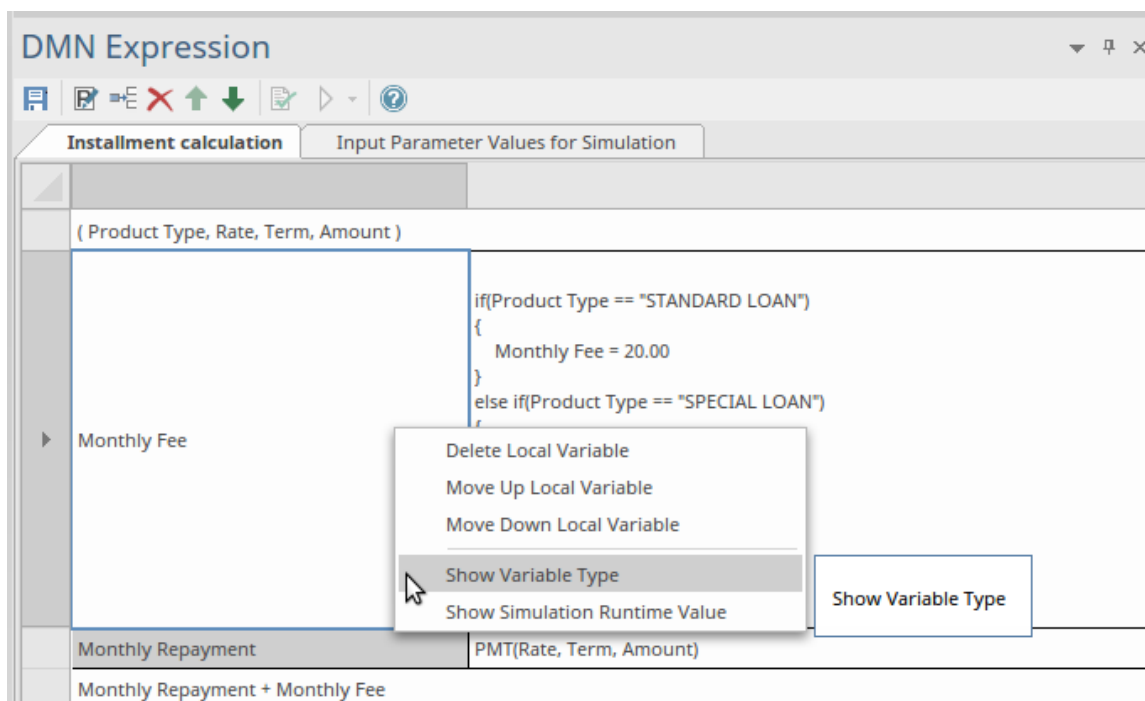 DMN Expression
Installment calculation
Input Parameter Values for Simulation
( Product Type, Rate, Term, Amount )
Monthly Fee
if(Product Type == "STANDARD LOAN")
{
Monthly Fee = 20.00
}
else if(Product Type == "SPECIAL LOAN")
{
Delete Local Variable
Move Up Local Variable
Move Down Local Variable
Show Variable Type
Show Simulation Runtime Value
Show Variable Type
Monthly Repayment
PMT(Rate, Term, Amount)
Monthly Repayment + Monthly Fee